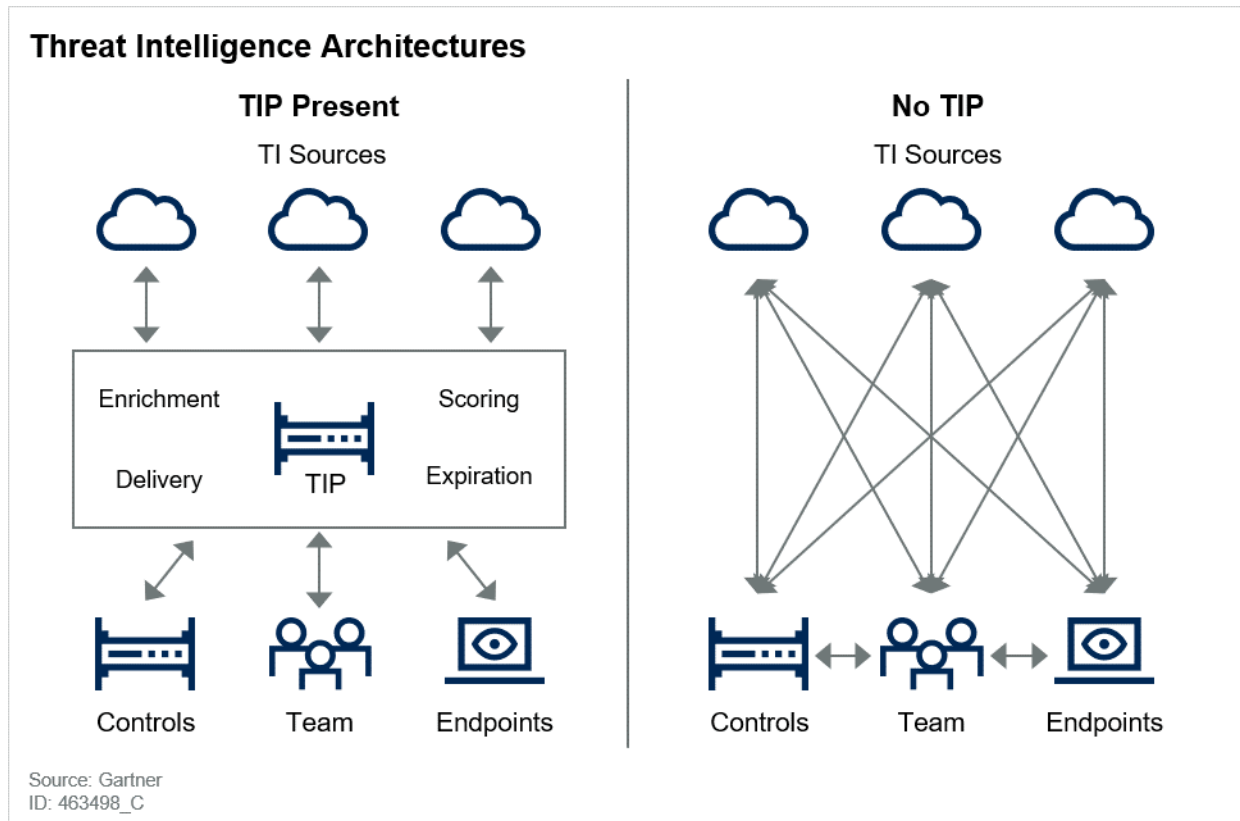 Threat Intelligence Architectures
TIP Present
TI Sources
Enrichment
Scoring
Delivery
TIP
Expiration
Controls
Team
Endpoints
No TIP
TI Sources
Controls
Team
Endpoints
Source: Gartner
ID: 463498_C